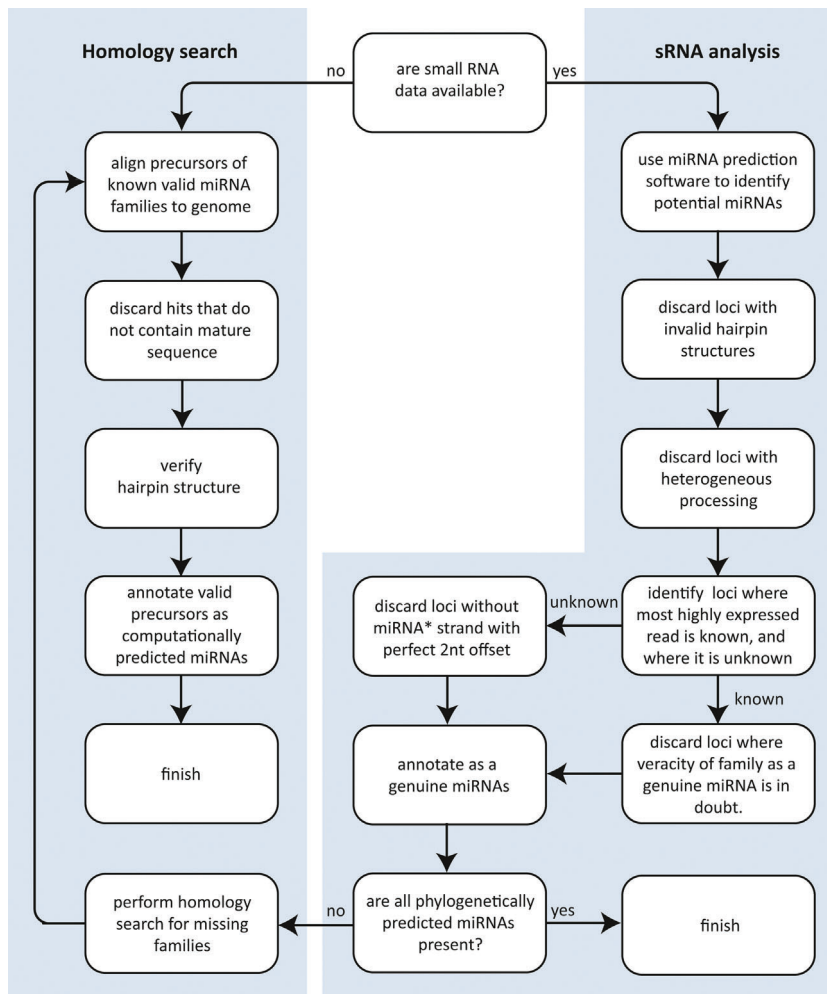 Homology search
sRNA analysis
no
are small RNA
data available?
yes
align precursors of
known valid miRNA
families to genome
use miRNA prediction
software to identify
potential miRNAs
discard hits that do
not contain mature
sequence
discard loci with
invalid hairpin
structures
verify
hairpin structure
discard loci with
heterogeneous
processing
annotate valid
precursors as
computationally
predicted miRNAs
discard loci without
miRNA* strand with
perfect 2nt offset
unknown
identify loci where
most highly expressed
read is known, and
where it is unknown
known
finish
annotate as a
genuine miRNAs
discard loci where
veracity of family as a
genuine miRNA is in
doubt.
perform homology
search for missing
families
no
are all phylogenetically
predicted miRNAs
present?
yes
finish